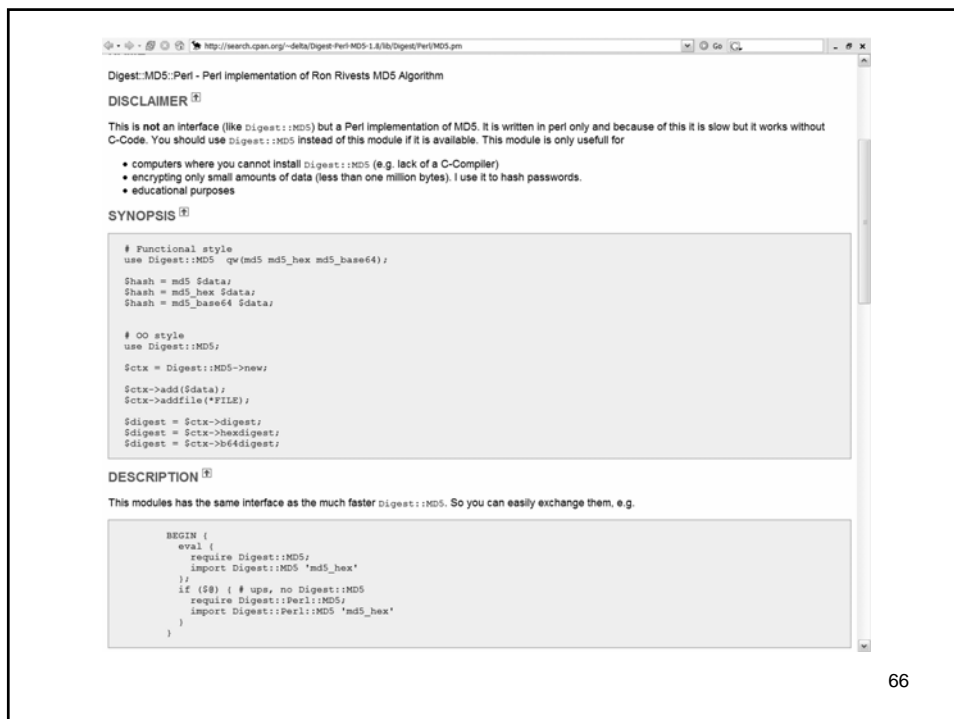 http://search.cpan.org/~delta/Digest-Perl-MD5-1.8/lib/Digest/Perl/MD5.pm
Go
Digest::MD5::Perl - Perl implementation of Ron Rivests MD5 Algorithm
DISCLAIMER
This is not an interface (like Digest::MD5) but a Perl implementation of MD5. It is written in perl only and because of this it is slow but it works without
C-Code. You should use Digest::MD5 instead of this module if it is available. This module is only usefull for
• computers where you cannot install Digest::MD5 (e.g. lack of a C-Compiler)
• encrypting only small amounts of data (less than one million bytes). I use it to hash passwords.
• educational purposes
SYNOPSIS
# Functional style
use Digest::MD5  qw(md5 md5_hex md5_base64);
$hash = md5 $data;
$hash = md5_hex $data;
$hash = md5_base64 $data;
# OO style
use Digest::MD5;
$ctx = Digest::MD5->new;
$ctx->add($data);
$ctx->addfile(*FILE);
$digest = $ctx->digest;
$digest = $ctx->hexdigest;
$digest = $ctx->b64digest;
DESCRIPTION
This modules has the same interface as the much faster Digest::MD5. So you can easily exchange them, e.g.
BEGIN {
eval {
require Digest::MD5;
import Digest::MD5 'md5_hex'
};
if ($@) { # ups, no Digest::MD5
require Digest::Perl::MD5;
import Digest::Perl::MD5 'md5_hex'
}
}
66